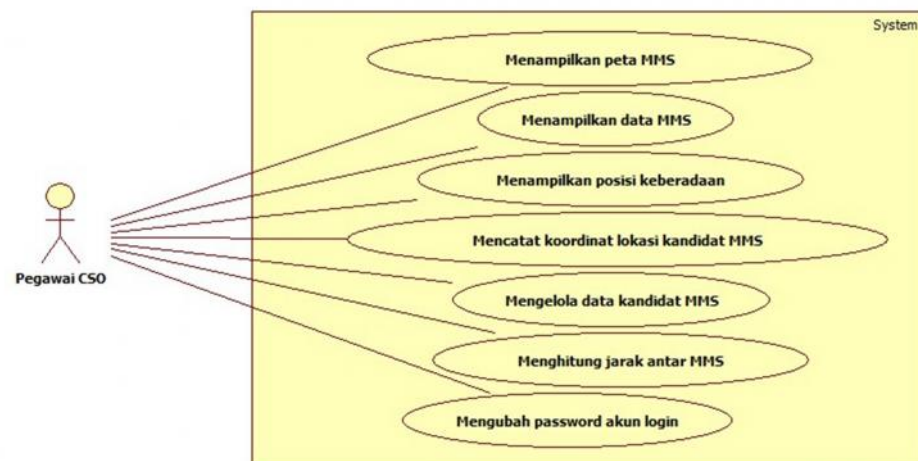 System
Menampilkan peta MMS
Menampilkan data MMS
Menampilkan posisi keberadaan
Mencatat koordinat lokasi kandidat MMS
Pegawai CSO
Mengelola data kandidat MMS
Menghitung jarak antar MMS
Mengubah password akun login